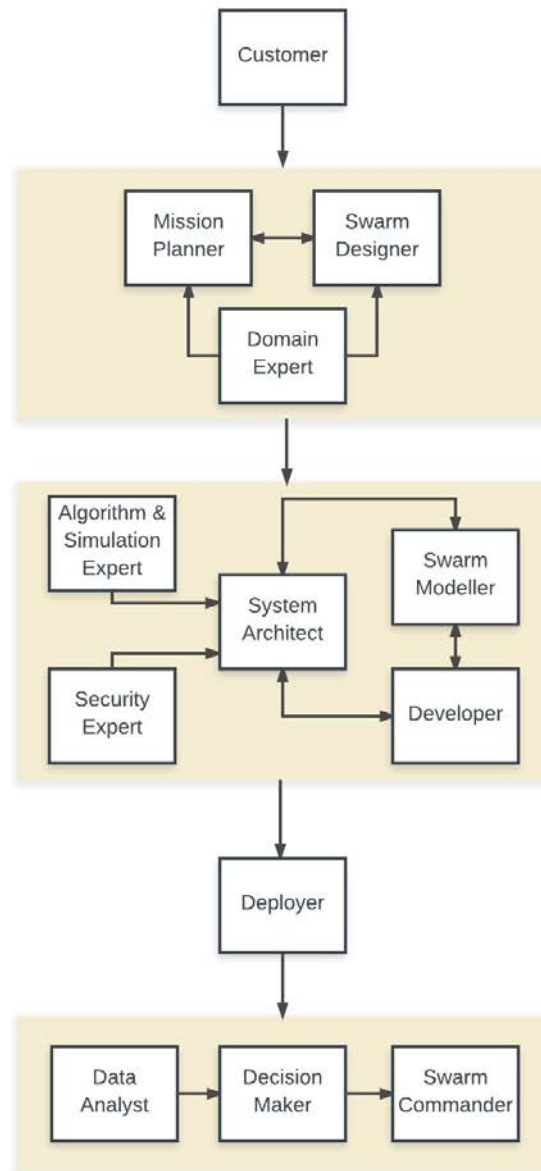 Customer
Mission
Planner
Swarm
Designer
Domain
Expert
Algorithm &
Simulation
Expert
System
Architect
Swarm
Modeller
Security
Expert
Developer
Deployer
Data
Analyst
Decision
Maker
Swarm
Commander